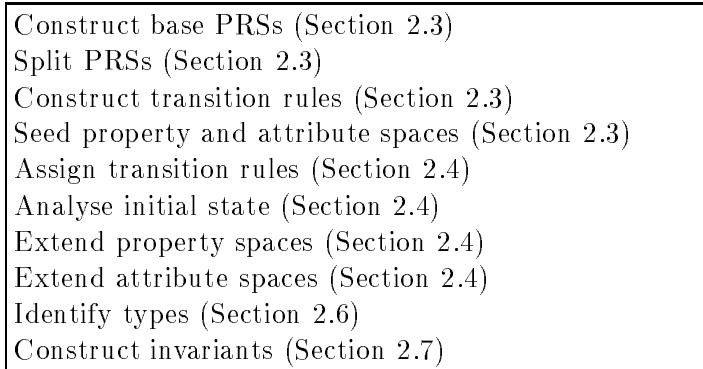 Construct base PRSs (Section 2.3)
Split PRSs (Section 2.3)
Construct transition rules (Section 2.3)
Seed property and attribute spaces (Section 2.3)
Assign transition rules (Section 2.4)
Analyse initial state (Section 2.4)
Extend property spaces (Section 2.4)
Extend attribute spaces (Section 2.4)
Identify types (Section 2.6)
Construct invariants (Section 2.7)